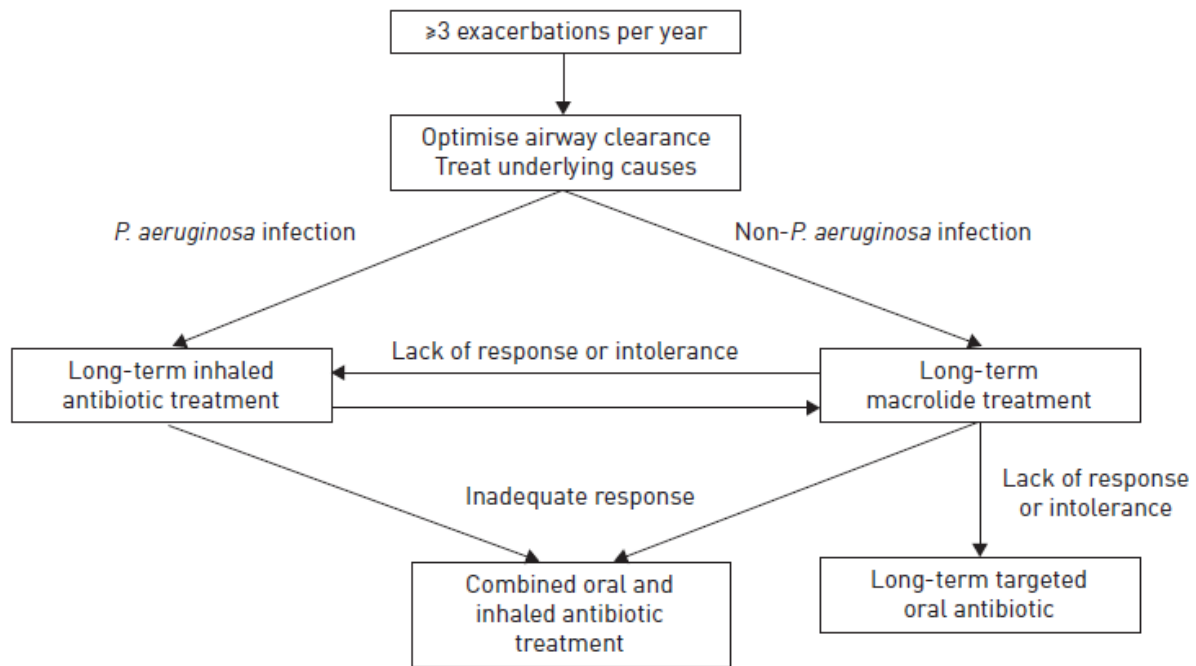 ⩾3 exacerbations per year
Optimise airway clearance
Treat underlying causes
P. aeruginosa infection
Non-P. aeruginosa infection
Long-term inhaled
antibiotic treatment
Lack of response or intolerance
Long-term
macrolide treatment
Inadequate response
Lack of response
or intolerance
Combined oral and
inhaled antibiotic
treatment
Long-term targeted
oral antibiotic